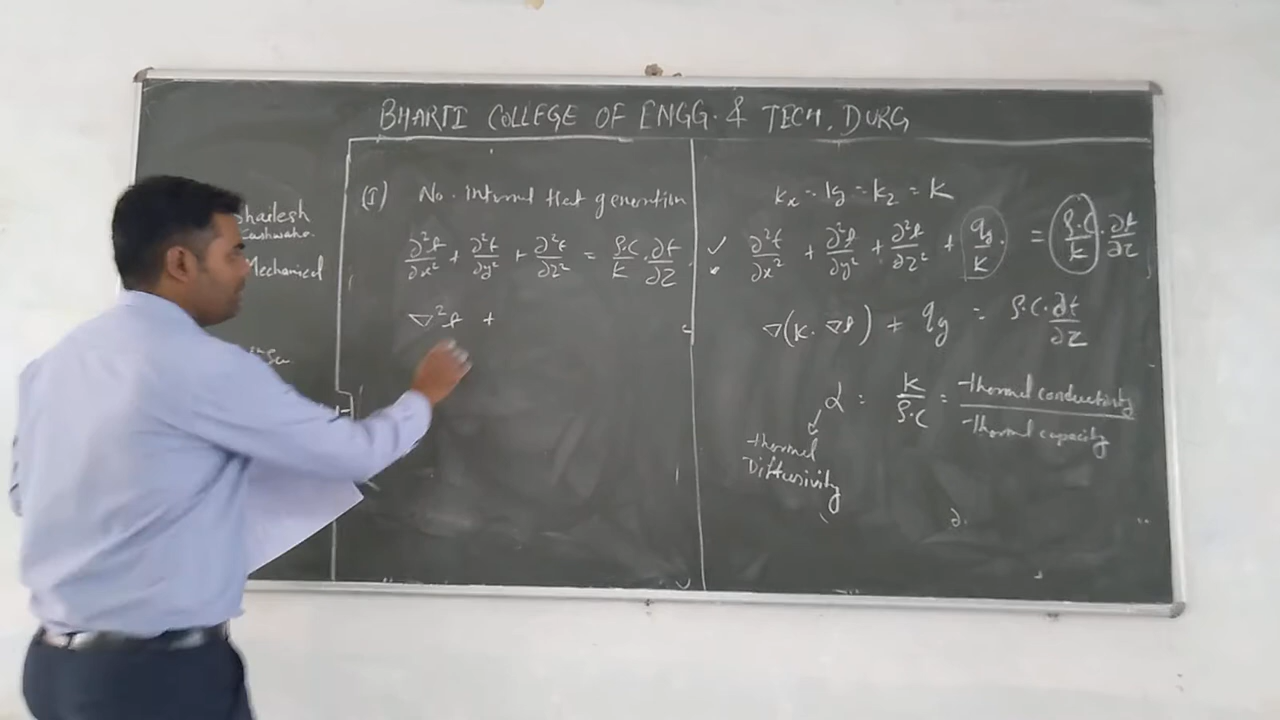 BHARTI COLLEGE OF ENGG. & TECH, DURG
shailesh
Mechanical
(I) No. Internal Heat generation
∂²t/∂x² + ∂²t/∂y² + ∂²t/∂z² = ρ.C/K . ∂t/∂z
∇²t +
Kx = Ky = Kz = K
∂²t/∂x² + ∂²t/∂y² + ∂²t/∂z² + qg/K = ρ.C/K . ∂t/∂z
∇(K. ∇t) + qg = ρ.C. ∂t/∂z
α = K/ρ.C = thermal conductivity/thermal capacity
thermal
Diffusivity